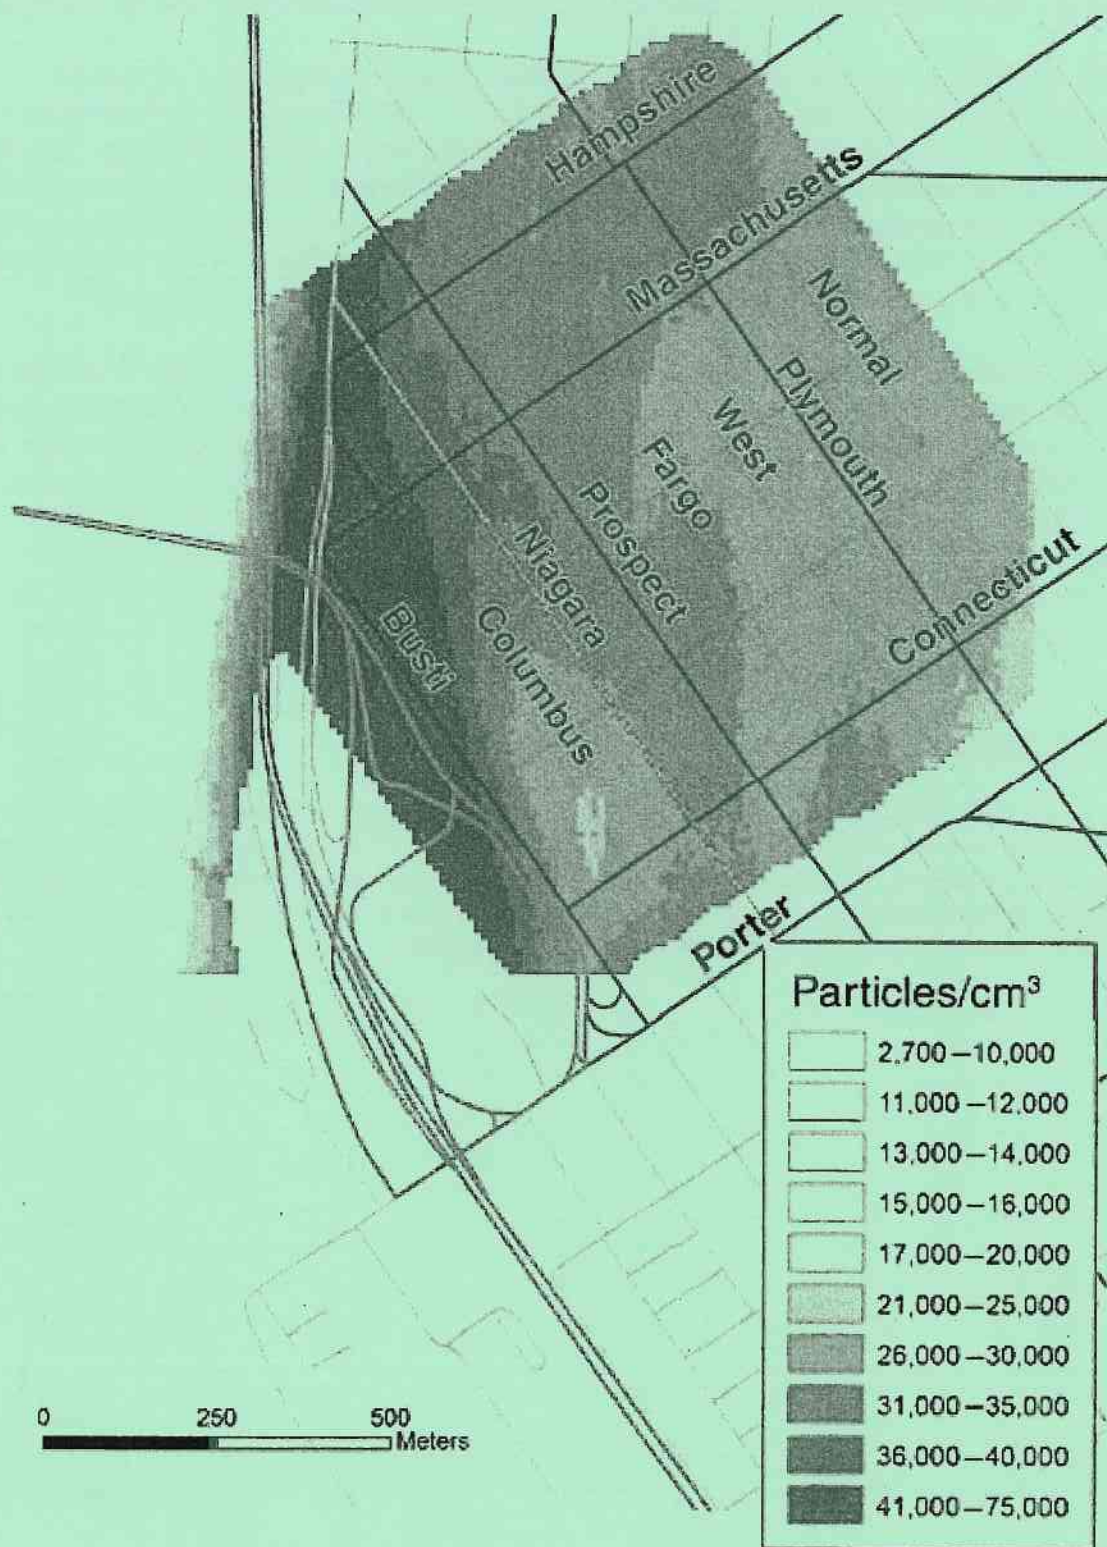 Hampshire
Massachusetts
Normal
Plymouth
West
Fargo
Prospect
Niagara
Columbus
Busti
Connecticut
Porter
Particles/cm³
2,700–10,000
11,000–12,000
13,000–14,000
15,000–16,000
17,000–20,000
21,000–25,000
26,000–30,000
31,000–35,000
36,000–40,000
41,000–75,000
0 250 500
Meters